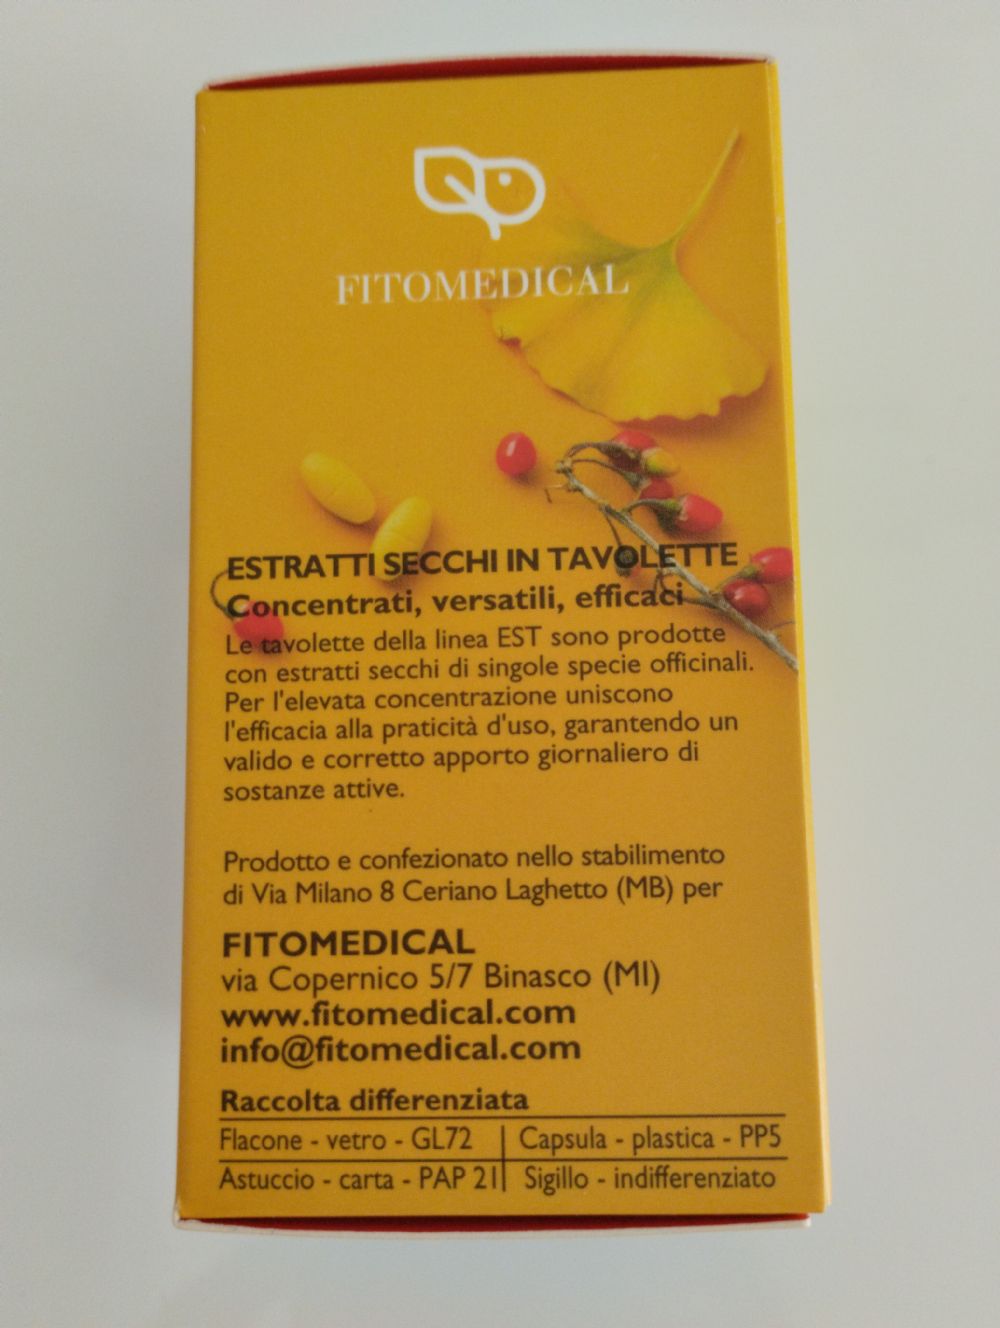 FITOMEDICAL
ESTRATTI SECCHI IN TAVOLETTE
Concentrati, versatili, efficaci
Le tavolette della linea EST sono prodotte
con estratti secchi di singole specie officinali.
Per l'elevata concentrazione uniscono
l'efficacia alla praticità d'uso, garantendo un
valido e corretto apporto giornaliero di
sostanze attive.
Prodotto e confezionato nello stabilimento
di Via Milano 8 Ceriano Laghetto (MB) per
FITOMEDICAL
via Copernico 5/7 Binasco (MI)
www.fitomedical.com
info@fitomedical.com
Raccolta differenziata
Flacone - vetro - GL72 | Capsula - plastica - PP5
Astuccio - carta - PAP 21 | Sigillo - indifferenziato